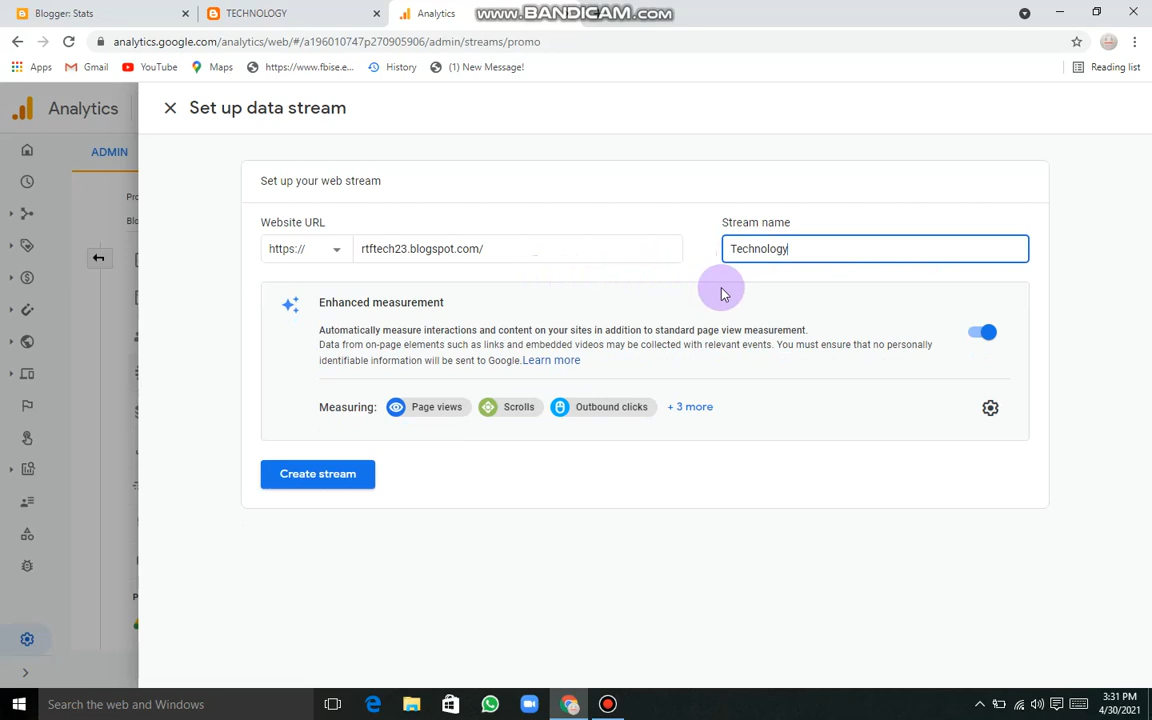 Blogger: Stats
TECHNOLOGY
Analytics
www.BANDICAM.com
analytics.google.com/analytics/web/#/a196010747p270905906/admin/streams/promo
Apps
Gmail
YouTube
Maps
https://www.fbise.e...
History
(1) New Message!
Reading list
Analytics
Set up data stream
ADMIN
Set up your web stream
Website URL
Stream name
https://
rtftech23.blogspot.com/
Technology
Enhanced measurement
Automatically measure interactions and content on your sites in addition to standard page view measurement.
Data from on-page elements such as links and embedded videos may be collected with relevant events. You must ensure that no personally
identifiable information will be sent to Google. Learn more
Measuring:
Page views
Scrolls
Outbound clicks
+ 3 more
Create stream
Search the web and Windows
3:31 PM
4/30/2021